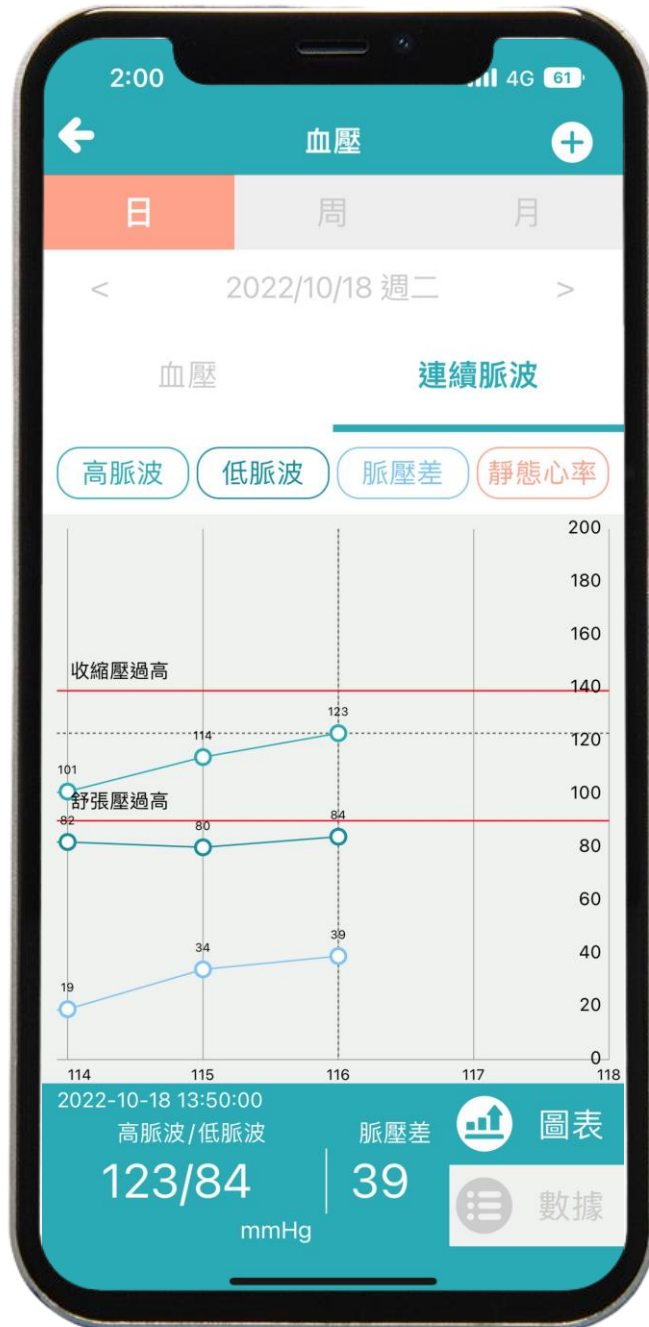 2:00 4G 61
血壓
日 周 月
< 2022/10/18 週二 >
血壓 連續脈波
高脈波 低脈波 脈壓差 靜態心率
200
180
160
收縮壓過高
140
123
114
120
101
100
舒張壓過高
82 80 84
80
60
34 39
40
19
20
0
114 115 116 117 118
2022-10-18 13:50:00
高脈波/低脈波 脈壓差 圖表
123/84 39
數據
mmHg